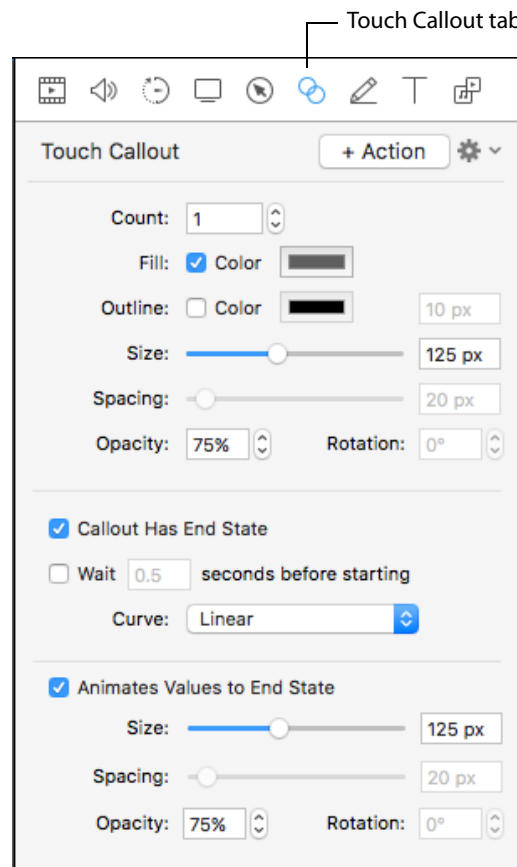 Touch Callout tab
Touch Callout + Action
Count: 1
Fill: Color
Outline: Color 10 px
Size: 125 px
Spacing: 20 px
Opacity: 75% Rotation: 0°
Callout Has End State
Wait 0.5 seconds before starting
Curve: Linear
Animates Values to End State
Size: 125 px
Spacing: 20 px
Opacity: 75% Rotation: 0°